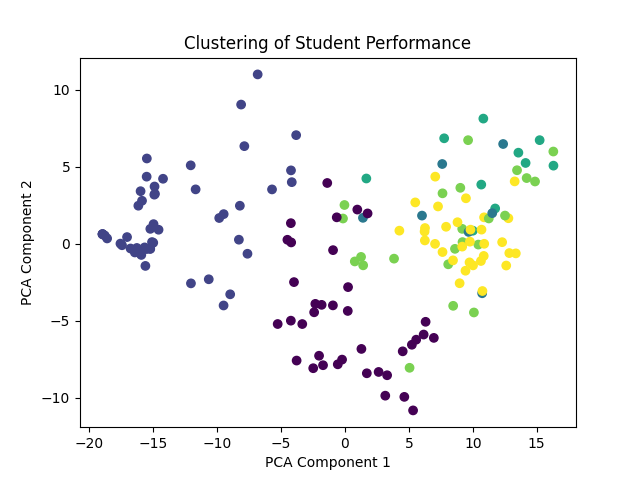 Clustering of Student Performance
PCA Component 2
10
5
0
−5
−10
−20 −15 −10 −5 0 5 10 15
PCA Component 1